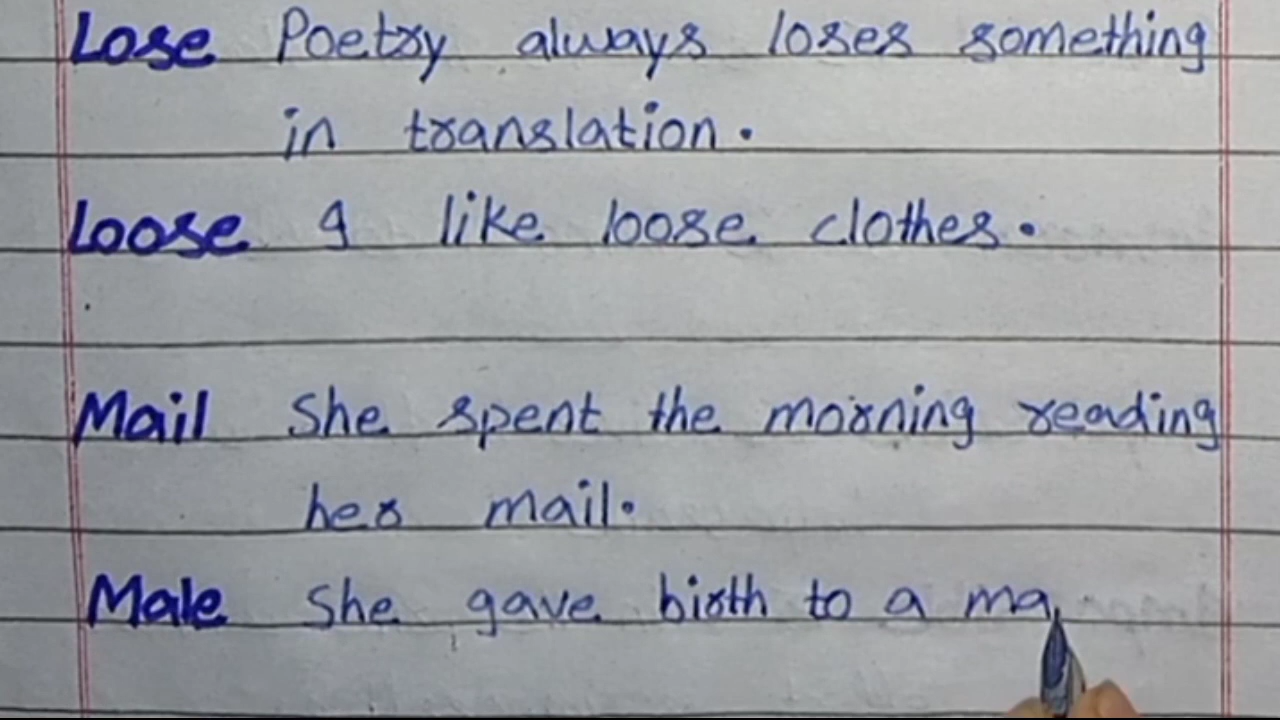 Lose Poetry always loses something
in translation.
Loose I like loose clothes.
Mail She spent the morning reading
her mail.
Male She gave birth to a ma